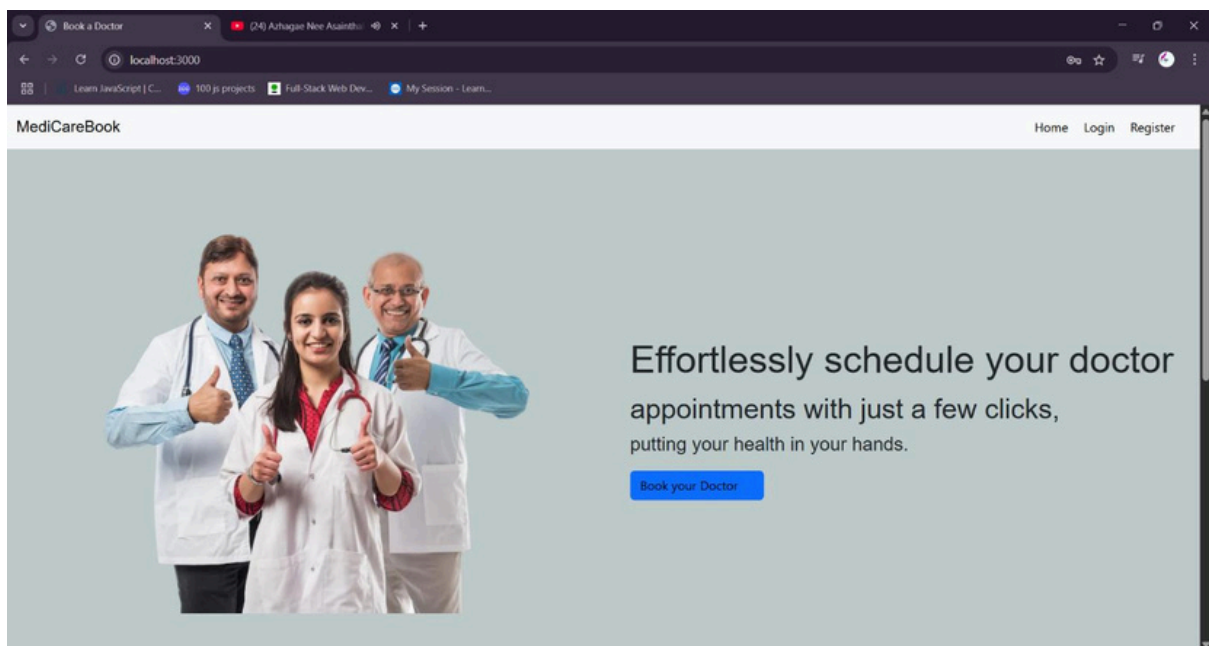 Book a Doctor (24) Azhagae Nee Asaintha
localhost:3000
Learn JavaScript | C... 100 js projects Full-Stack Web Dev... My Session - Learn...
MediCareBook Home Login Register
Effortlessly schedule your doctor
appointments with just a few clicks,
putting your health in your hands.
Book your Doctor